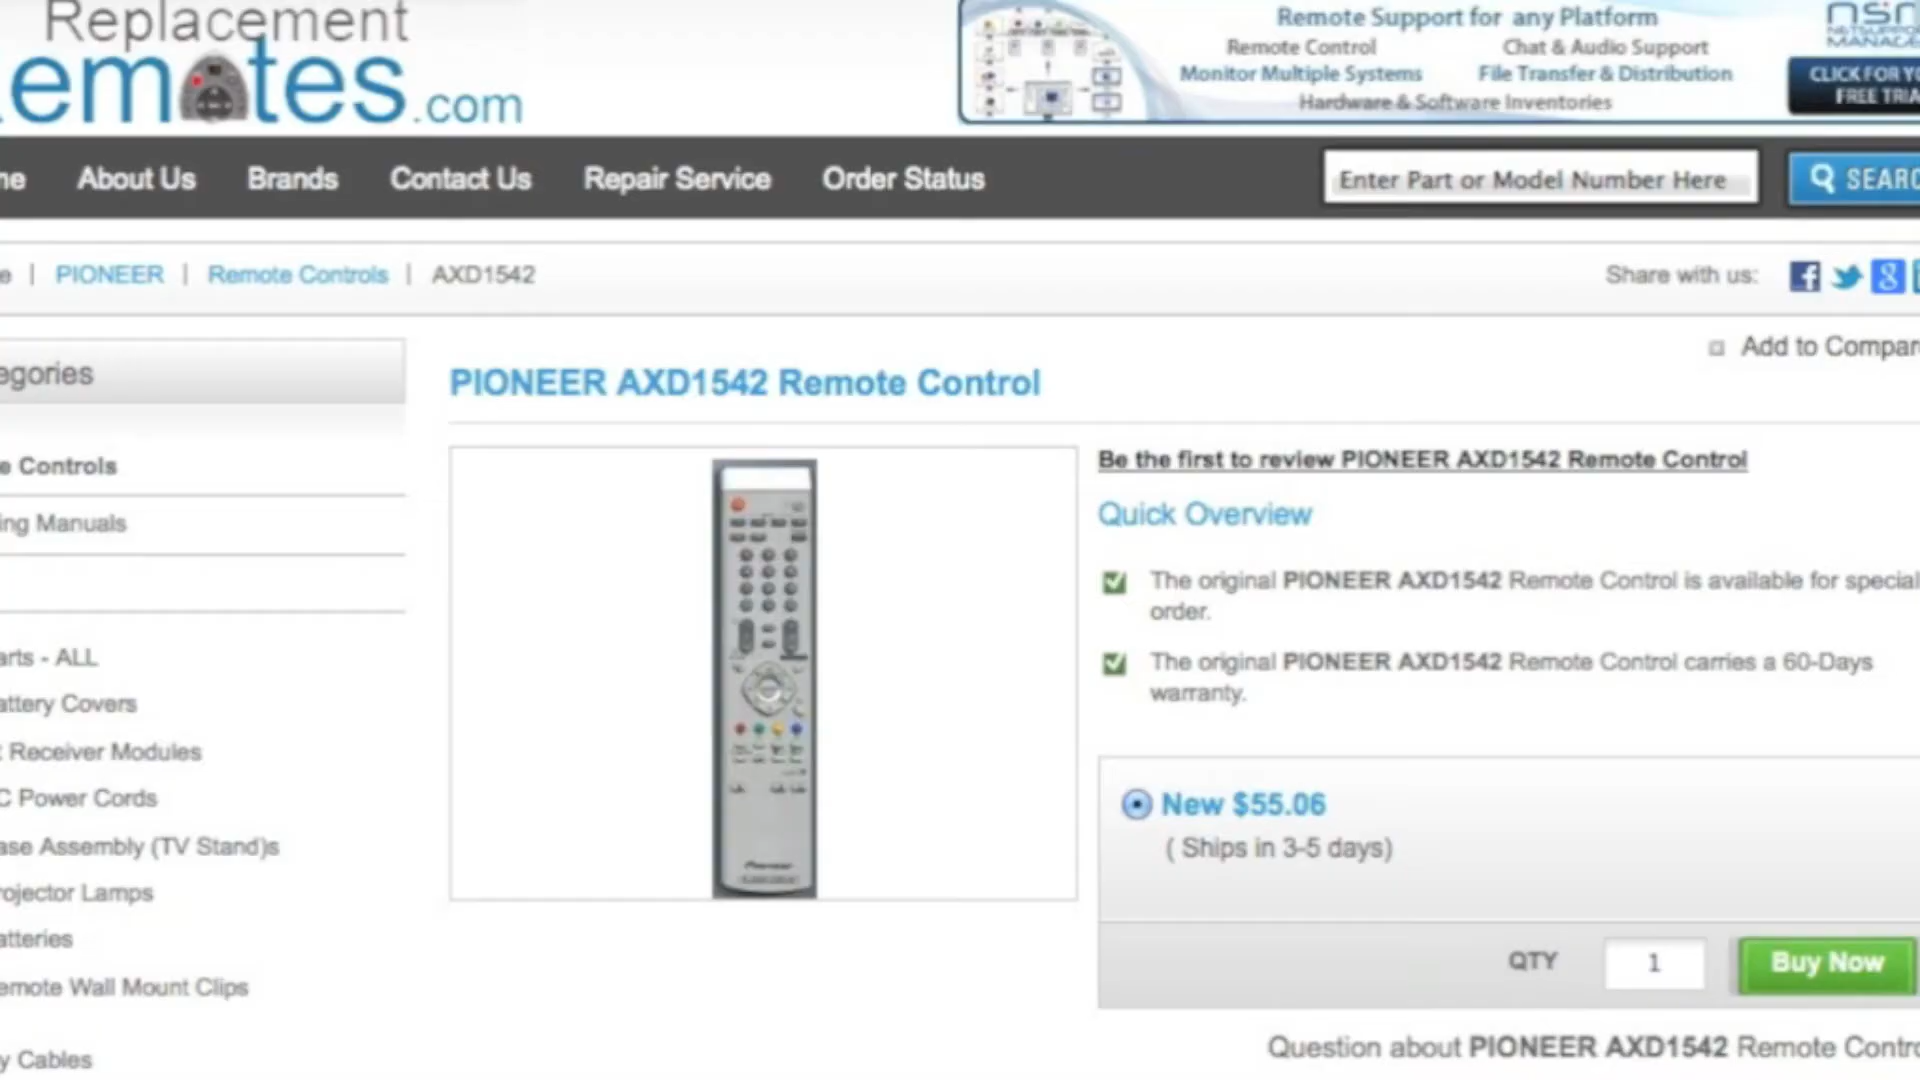 Replacement
emotes.com
Remote Support for any Platform
Remote Control Chat & Audio Support
Monitor Multiple Systems File Transfer & Distribution
Hardware & Software Inventories
CLICK FOR
FREE
About Us Brands Contact Us Repair Service Order Status
Enter Part or Model Number Here
SEARC
PIONEER | Remote Controls | AXD1542
Share with us:
Add to Compar
egories
e Controls
ing Manuals
arts - ALL
attery Covers
Receiver Modules
C Power Cords
ase Assembly (TV Stand)s
rojector Lamps
atteries
emote Wall Mount Clips
y Cables
PIONEER AXD1542 Remote Control
Pioneer
Be the first to review PIONEER AXD1542 Remote Control
Quick Overview
The original PIONEER AXD1542 Remote Control is available for special
order.
The original PIONEER AXD1542 Remote Control carries a 60-Days
warranty.
New $55.06
( Ships in 3-5 days)
QTY 1 Buy Now
Question about PIONEER AXD1542 Remote Contro